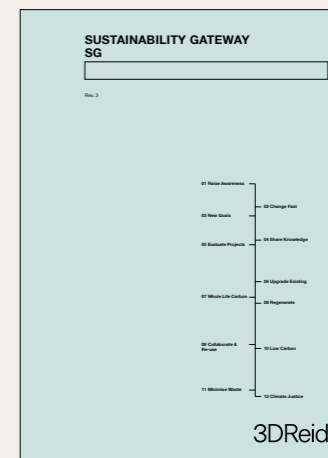 SUSTAINABILITY GATEWAY
SG
Rev. 3
01 Raise Awareness
02 Change Fast
03 New Goals
04 Share Knowledge
05 Evaluate Projects
06 Upgrade Existing
07 Whole Life Carbon
08 Regenerate
09 Collaborate &
Re-use
10 Low Carbon
11 Minimise Waste
12 Climate Justice
3DReid